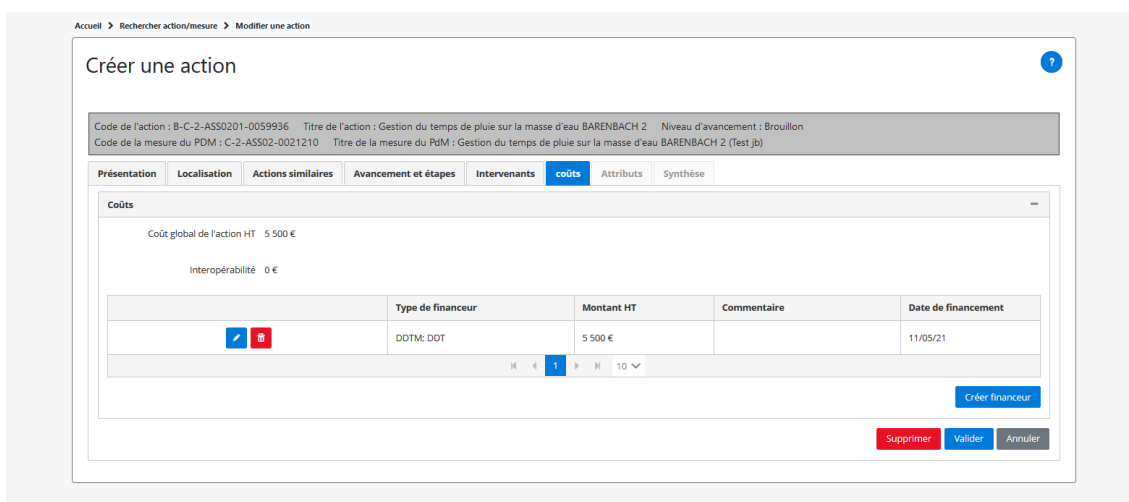 Accueil > Rechercher action/mesure > Modifier une action
Créer une action
?
Code de l'action : B-C-2-ASS0201-0059936 Titre de l'action : Gestion du temps de pluie sur la masse d'eau BARENBACH 2 Niveau d'avancement : Brouillon
Code de la mesure du PDM : C-2-ASS02-0021210 Titre de la mesure du PdM : Gestion du temps de pluie sur la masse d'eau BARENBACH 2 (Test jb)
Présentation Localisation Actions similaires Avancement et étapes Intervenants coûts Attributs Synthèse
Coûts
Coût global de l'action HT 5 500 €
Interopérabilité 0 €
Type de financeur Montant HT Commentaire Date de financement
DDTM; DDT 5 500 € 11/05/21
1 10
Créer financeur
Supprimer Valider Annuler